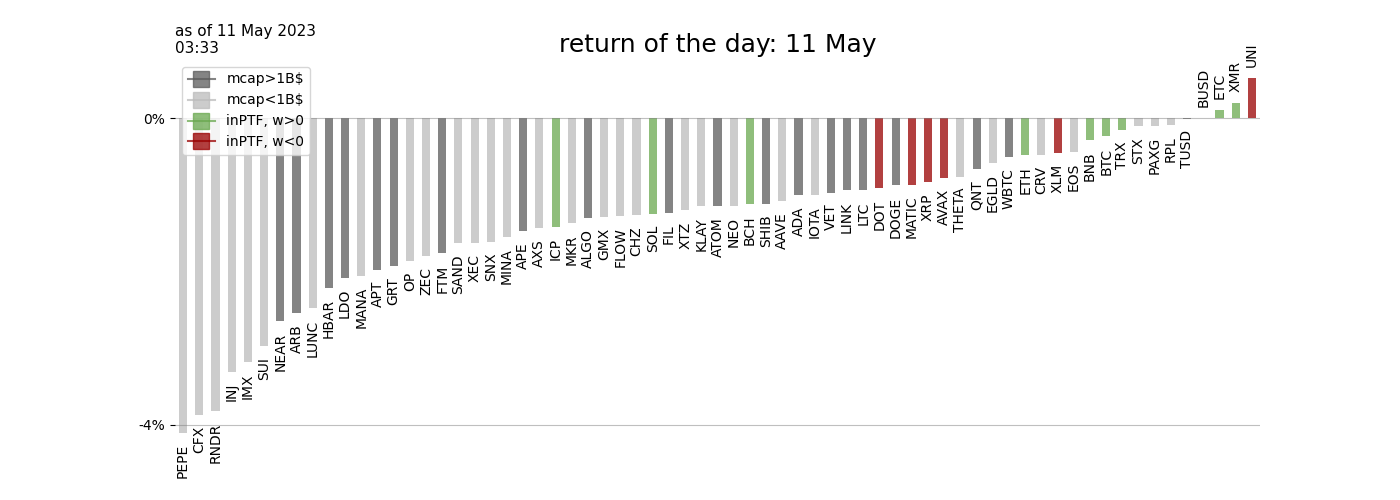 as of 11 May 2023
03:33
return of the day: 11 May
mcap>1B$
mcap<1B$
inPTF, w>0
inPTF, w<0
0%
-4%
PEPE
CFX
RNDR
INJ
IMX
SUI
NEAR
ARB
LUNC
HBAR
LDO
MANA
APT
GRT
OP
ZEC
FTM
SAND
XEC
SNX
MINA
APE
AXS
ICP
MKR
ALGO
GMX
FLOW
CHZ
SOL
FIL
XTZ
KLAY
ATOM
NEO
BCH
SHIB
AAVE
ADA
IOTA
VET
LINK
LTC
DOT
DOGE
MATIC
XRP
AVAX
THETA
QNT
EGLD
WBTC
ETH
CRV
XLM
EOS
BNB
BTC
TRX
STX
PAXG
RPL
TUSD
BUSD
ETC
XMR
UNI